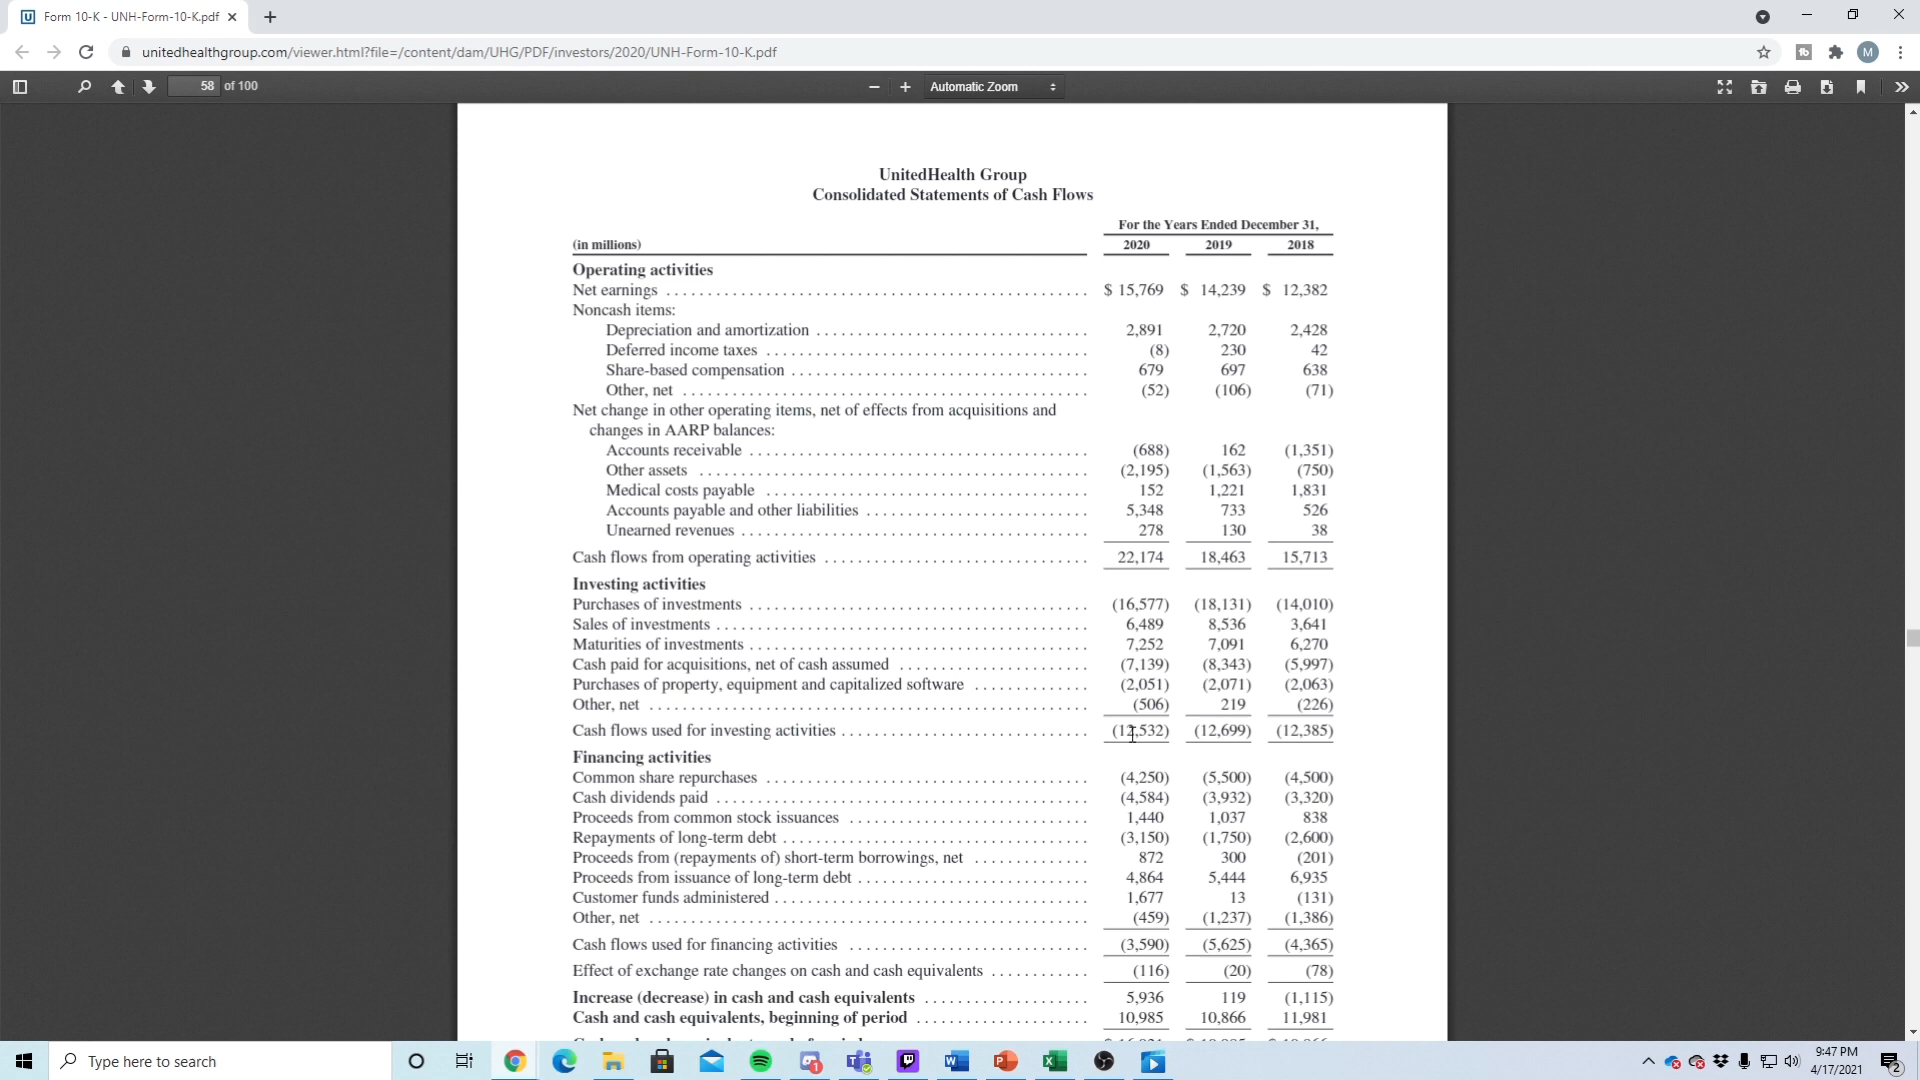 Form 10-K - UNH-Form-10-K.pdf
unitedhealthgroup.com/viewer.html?file=/content/dam/UHG/PDF/investors/2020/UNH-Form-10-K.pdf
M
58 of 100
Automatic Zoom
UnitedHealth Group
Consolidated Statements of Cash Flows
For the Years Ended December 31,
(in millions) 2020 2019 2018
Operating activities
Net earnings $ 15,769 $ 14,239 $ 12,382
Noncash items:
Depreciation and amortization 2,891 2,720 2,428
Deferred income taxes (8) 230 42
Share-based compensation 679 697 638
Other, net (52) (106) (71)
Net change in other operating items, net of effects from acquisitions and
changes in AARP balances:
Accounts receivable (688) 162 (1,351)
Other assets (2,195) (1,563) (750)
Medical costs payable 152 1,221 1,831
Accounts payable and other liabilities 5,348 733 526
Unearned revenues 278 130 38
Cash flows from operating activities 22,174 18,463 15,713
Investing activities
Purchases of investments (16,577) (18,131) (14,010)
Sales of investments 6,489 8,536 3,641
Maturities of investments 7,252 7,091 6,270
Cash paid for acquisitions, net of cash assumed (7,139) (8,343) (5,997)
Purchases of property, equipment and capitalized software (2,051) (2,071) (2,063)
Other, net (506) 219 (226)
Cash flows used for investing activities (12,532) (12,699) (12,385)
Financing activities
Common share repurchases (4,250) (5,500) (4,500)
Cash dividends paid (4,584) (3,932) (3,320)
Proceeds from common stock issuances 1,440 1,037 838
Repayments of long-term debt (3,150) (1,750) (2,600)
Proceeds from (repayments of) short-term borrowings, net 872 300 (201)
Proceeds from issuance of long-term debt 4,864 5,444 6,935
Customer funds administered 1,677 13 (131)
Other, net (459) (1,237) (1,386)
Cash flows used for financing activities (3,590) (5,625) (4,365)
Effect of exchange rate changes on cash and cash equivalents (116) (20) (78)
Increase (decrease) in cash and cash equivalents 5,936 119 (1,115)
Cash and cash equivalents, beginning of period 10,985 10,866 11,981
Type here to search
9:47 PM
4/17/2021